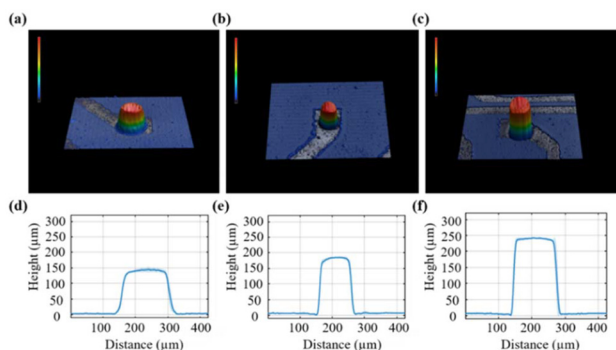 (a) (b) (c)
(d) (e) (f)
300 300 300
250 250 250
200 200 200
150 150 150
100 100 100
50 50 50
0 0 0
Height (µm) Height (µm) Height (µm)
100 200 300 400 100 200 300 400 100 200 300 400
Distance (µm) Distance (µm) Distance (µm)